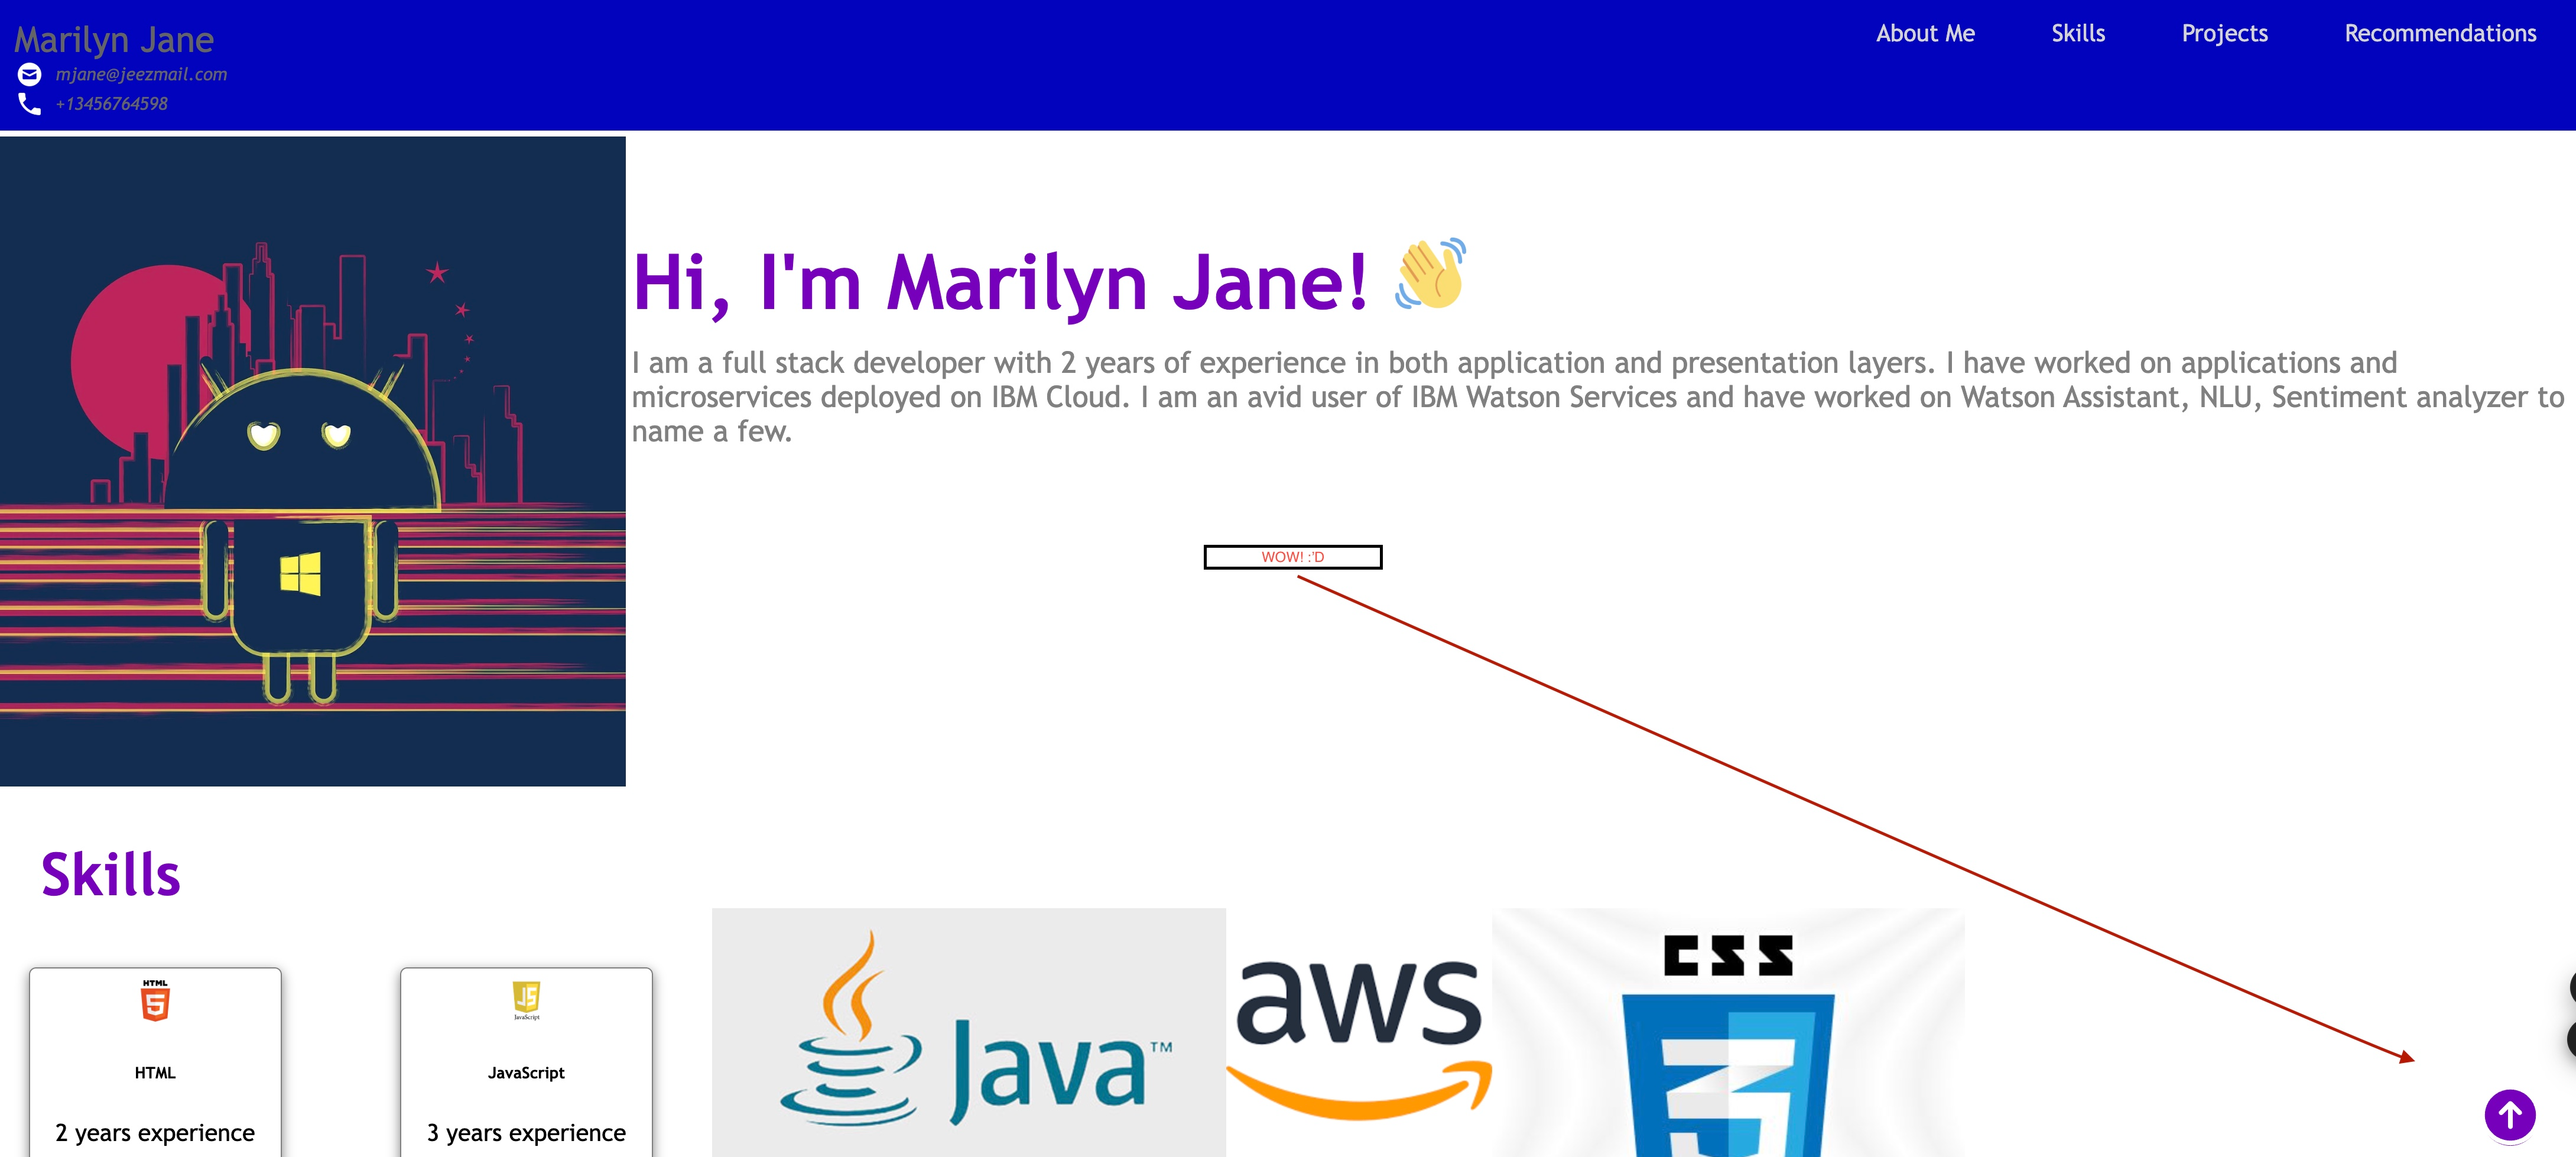 Marilyn Jane
About Me Skills Projects Recommendations
mjane@jeezmail.com
+13456764598
Hi, I'm Marilyn Jane! 👋
I am a full stack developer with 2 years of experience in both application and presentation layers. I have worked on applications and
microservices deployed on IBM Cloud. I am an avid user of IBM Watson Services and have worked on Watson Assistant, NLU, Sentiment analyzer to
name a few.
WOW! :'D
Skills
HTML
5
HTML
2 years experience
JS
JavaScript
JavaScript
3 years experience
Java™
aws
CSS
3